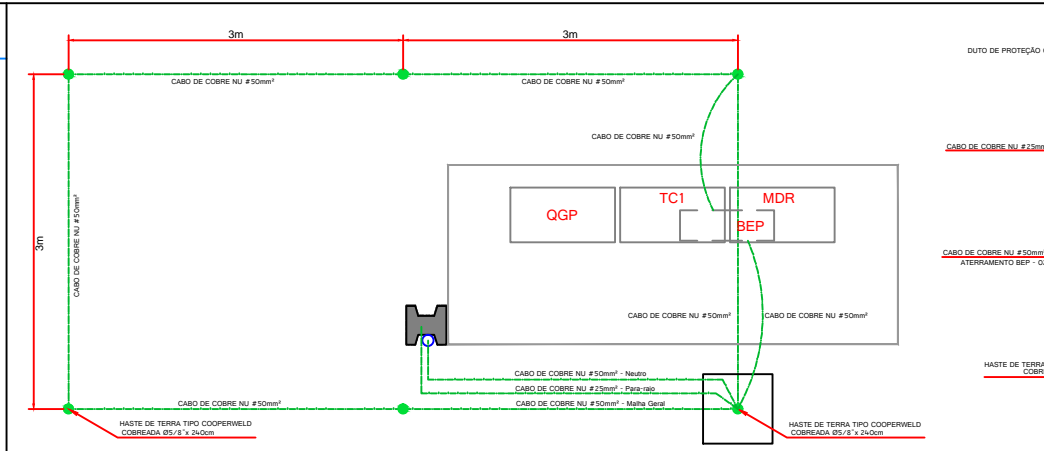 3m
3m
DUTO DE PROTEÇÃO
CABO DE COBRE NU #50mm²
CABO DE COBRE NU #50mm²
CABO DE COBRE NU #50mm²
CABO DE COBRE NU #25mm
TC1
MDR
QGP
BEP
3m
CABO DE COBRE NU #50mm²
CABO DE COBRE NU #50mm²
ATERRAMENTO BEP -
CABO DE COBRE NU #50mm²
CABO DE COBRE NU #50mm²
HASTE DE TERRA
COBRE
CABO DE COBRE NU #50mm² - Neutro
CABO DE COBRE NU #25mm² - Para-raio
CABO DE COBRE NU #50mm²
CABO DE COBRE NU #50mm² - Malha Geral
HASTE DE TERRA TIPO COOPERWELD
COBREADA Ø5/8"x 240cm
HASTE DE TERRA TIPO COOPERWELD
COBREADA Ø5/8"x 240cm